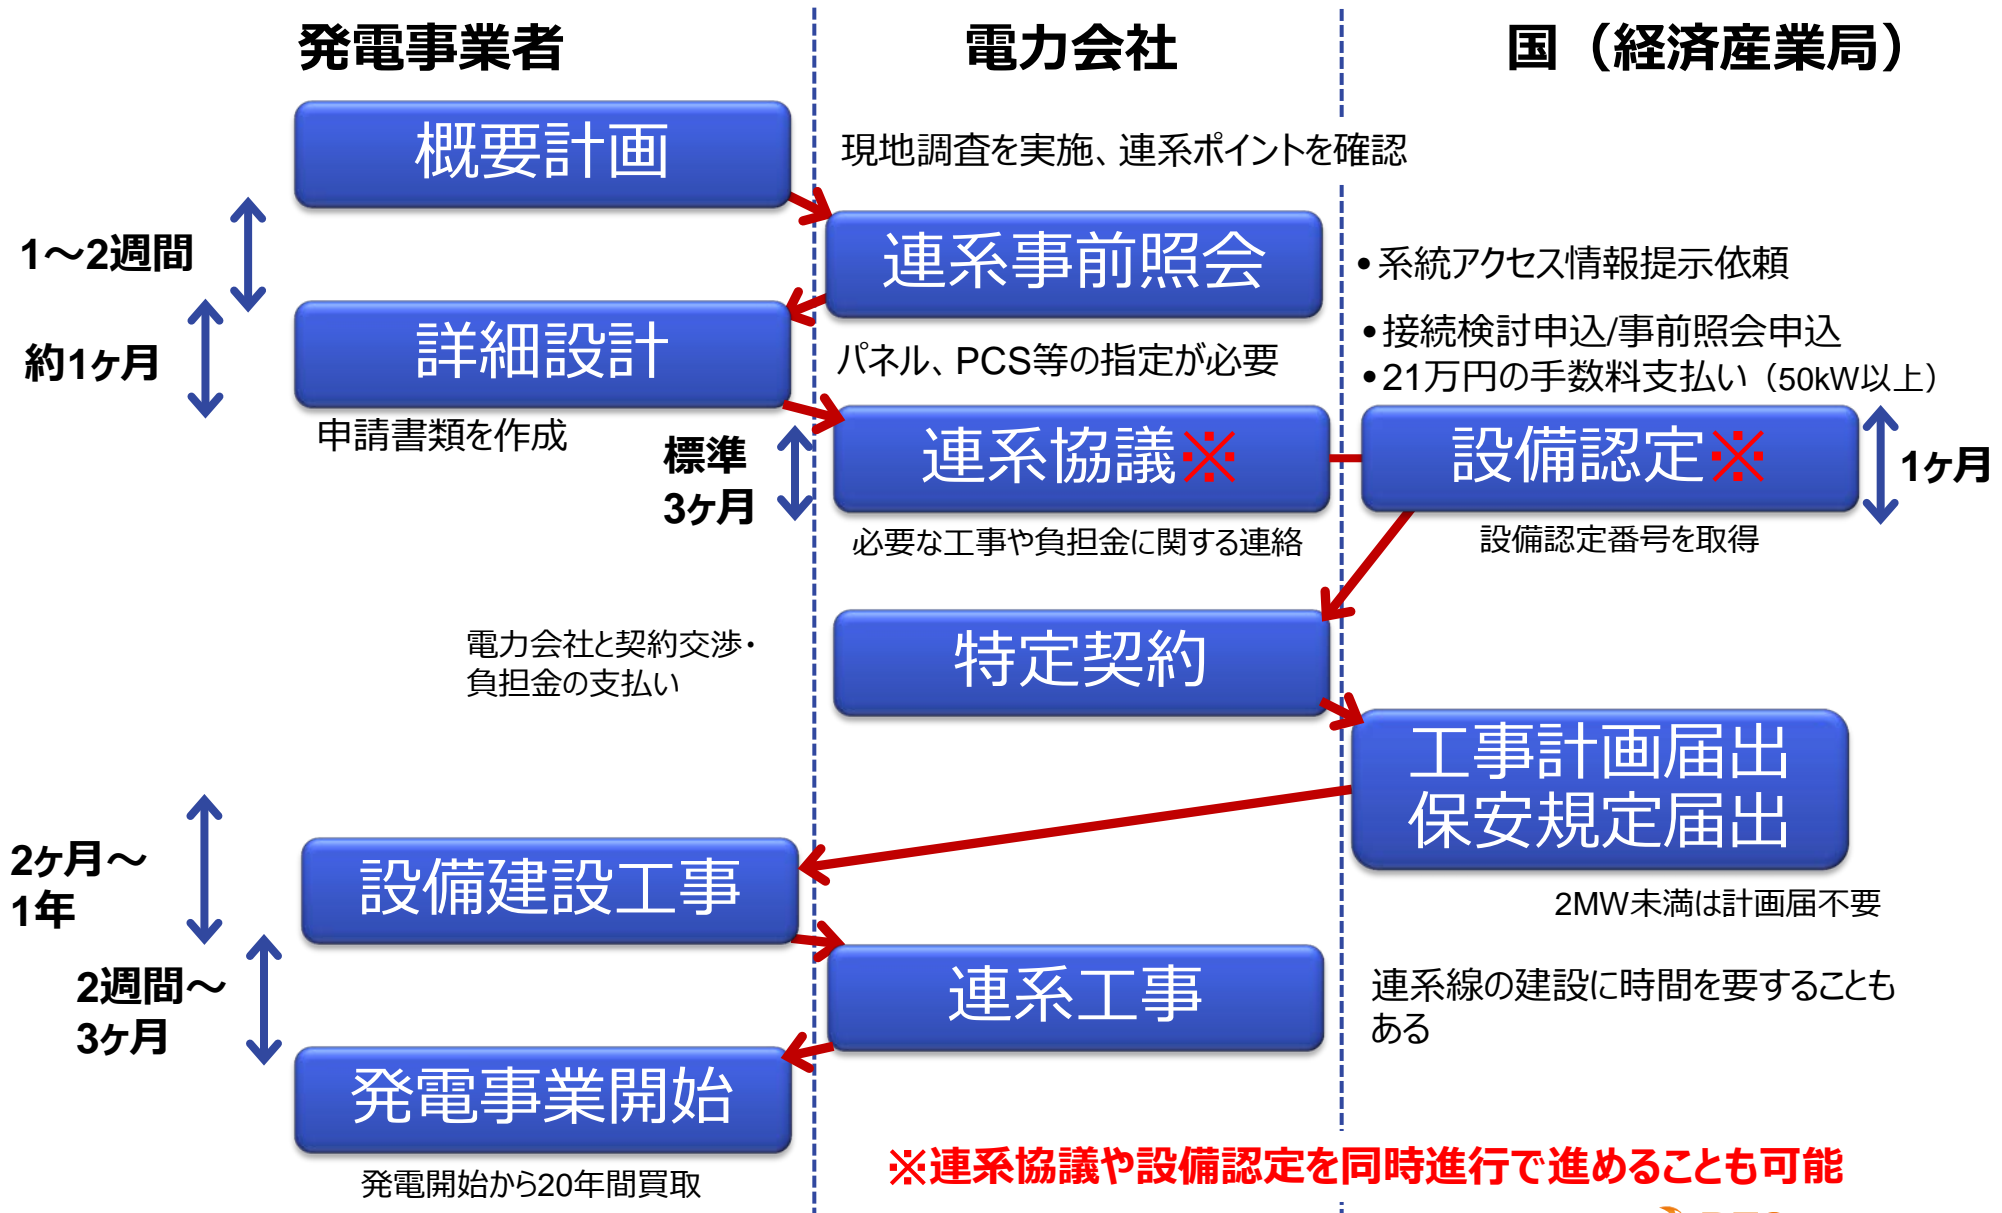 発電事業者
電力会社
国（経済産業局）
概要計画
現地調査を実施、連系ポイントを確認
1～2週間
連系事前照会
•系統アクセス情報提示依頼
約1ヶ月
詳細設計
パネル、PCS等の指定が必要
•接続検討申込/事前照会申込
•21万円の手数料支払い（50kW以上）
申請書類を作成
標準
3ヶ月
連系協議※
設備認定※
1ヶ月
必要な工事や負担金に関する連絡
設備認定番号を取得
電力会社と契約交渉・
負担金の支払い
特定契約
工事計画届出
保安規定届出
2MW未満は計画届不要
2ヶ月～
1年
設備建設工事
2週間～
3ヶ月
連系工事
連系線の建設に時間を要することも
ある
発電事業開始
発電開始から20年間買取
※連系協議や設備認定を同時進行で進めることも可能